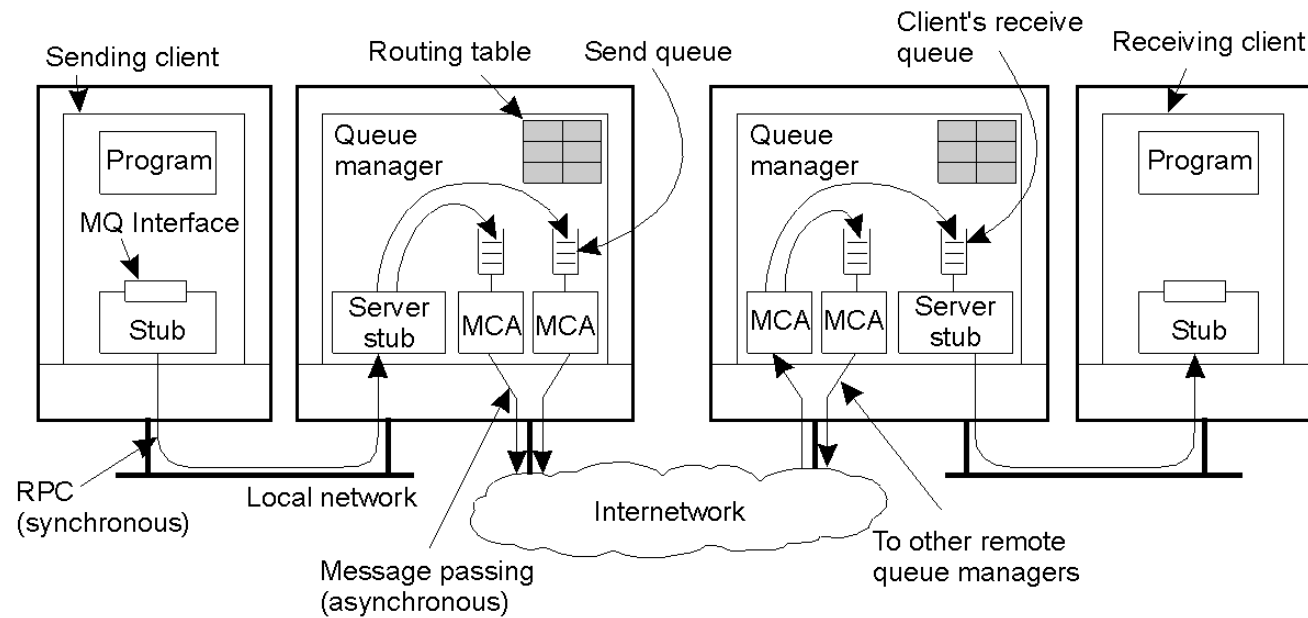 Sending client
Routing table
Send queue
Client's receive
queue
Receiving client
Program
MQ Interface
Stub
Queue
manager
Server
stub
MCA
MCA
Queue
manager
MCA
MCA
Server
stub
Program
Stub
RPC
(synchronous)
Local network
Internetwork
Message passing
(asynchronous)
To other remote
queue managers